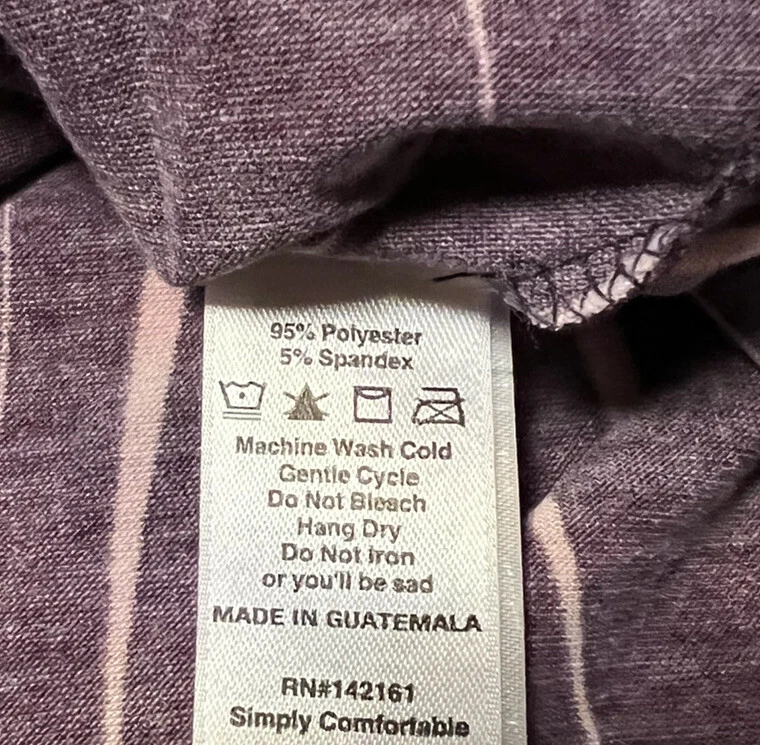 95% Polyester
5% Spandex
Machine Wash Cold
Gentle Cycle
Do Not Bleach
Hang Dry
Do Not Iron
or you'll be sad
MADE IN GUATEMALA
RN#142161
Simply Comfortable